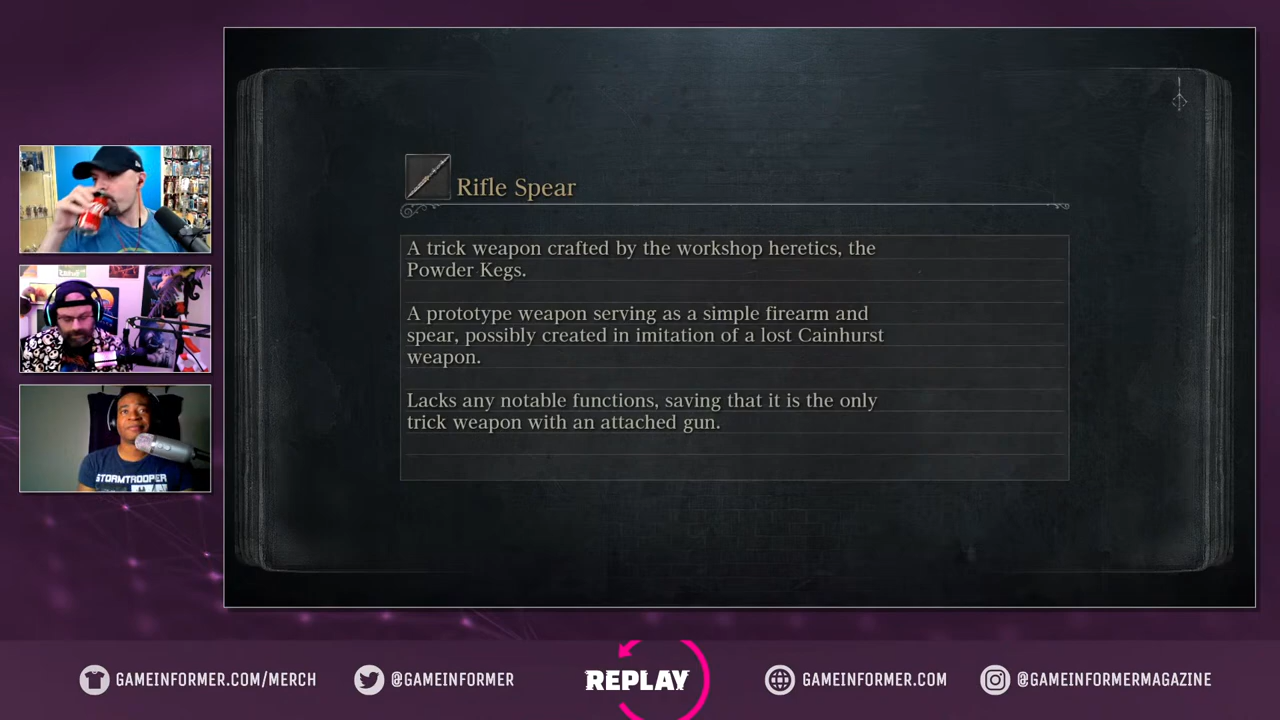 Rifle Spear
A trick weapon crafted by the workshop heretics, the
Powder Kegs.
A prototype weapon serving as a simple firearm and
spear, possibly created in imitation of a lost Cainhurst
weapon.
Lacks any notable functions, saving that it is the only
trick weapon with an attached gun.
STORMTROOPER
GAMEINFORMER.COM/MERCH
@GAMEINFORMER
REPLAY
GAMEINFORMER.COM
@GAMEINFORMERMAGAZINE